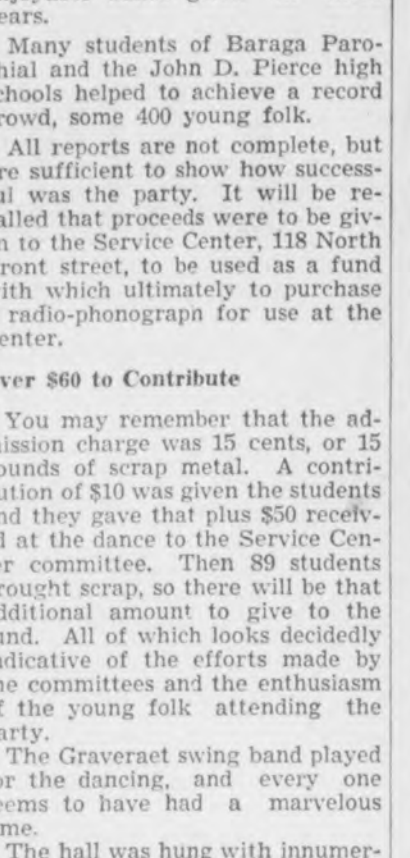 ears.
Many students of Baraga Paro-
hial and the John D. Pierce high
chools helped to achieve a record
rowd, some 400 young folk.
All reports are not complete, but
re sufficient to show how success-
ul was the party. It will be re-
alled that proceeds were to be giv-
n to the Service Center, 118 North
ront street, to be used as a fund
ith which ultimately to purchase
radio-phonograpn for use at the
enter.
ver $60 to Contribute
You may remember that the ad-
ission charge was 15 cents, or 15
ounds of scrap metal. A contri-
ution of $10 was given the students
nd they gave that plus $50 receiv-
d at the dance to the Service Cen-
er committee. Then 89 students
rought scrap, so there will be that
dditional amount to give to the
und. All of which looks decidedly
ndicative of the efforts made by
he committees and the enthusiasm
f the young folk attending the
arty.
The Graveraet swing band played
or the dancing, and every one
eems to have had a marvelous
ime.
The hall was hung with innumer-